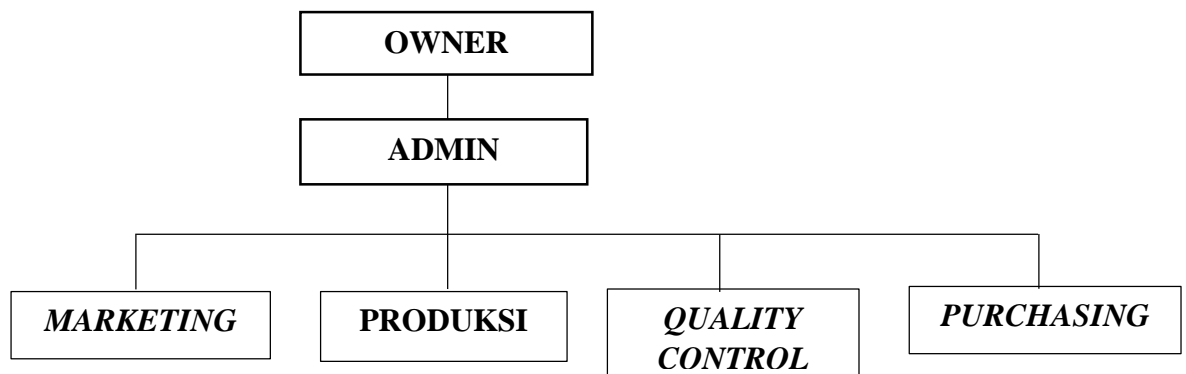 OWNER
ADMIN
MARKETING
PRODUKSI
QUALITY
CONTROL
PURCHASING